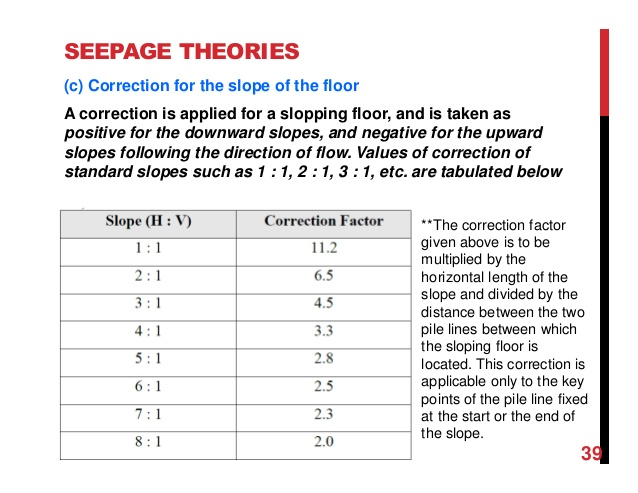 SEEPAGE THEORIES
(c) Correction for the slope of the floor
A correction is applied for a slopping floor, and is taken as
positive for the downward slopes, and negative for the upward
slopes following the direction of flow. Values of correction of
standard slopes such as 1 : 1, 2 : 1, 3 : 1, etc. are tabulated below
Slope (H : V) Correction Factor
1 : 1 11.2
2 : 1 6.5
3 : 1 4.5
4 : 1 3.3
5 : 1 2.8
6 : 1 2.5
7 : 1 2.3
8 : 1 2.0
**The correction factor
given above is to be
multiplied by the
horizontal length of the
slope and divided by the
distance between the two
pile lines between which
the sloping floor is
located. This correction is
applicable only to the key
points of the pile line fixed
at the start or the end of
the slope.
39